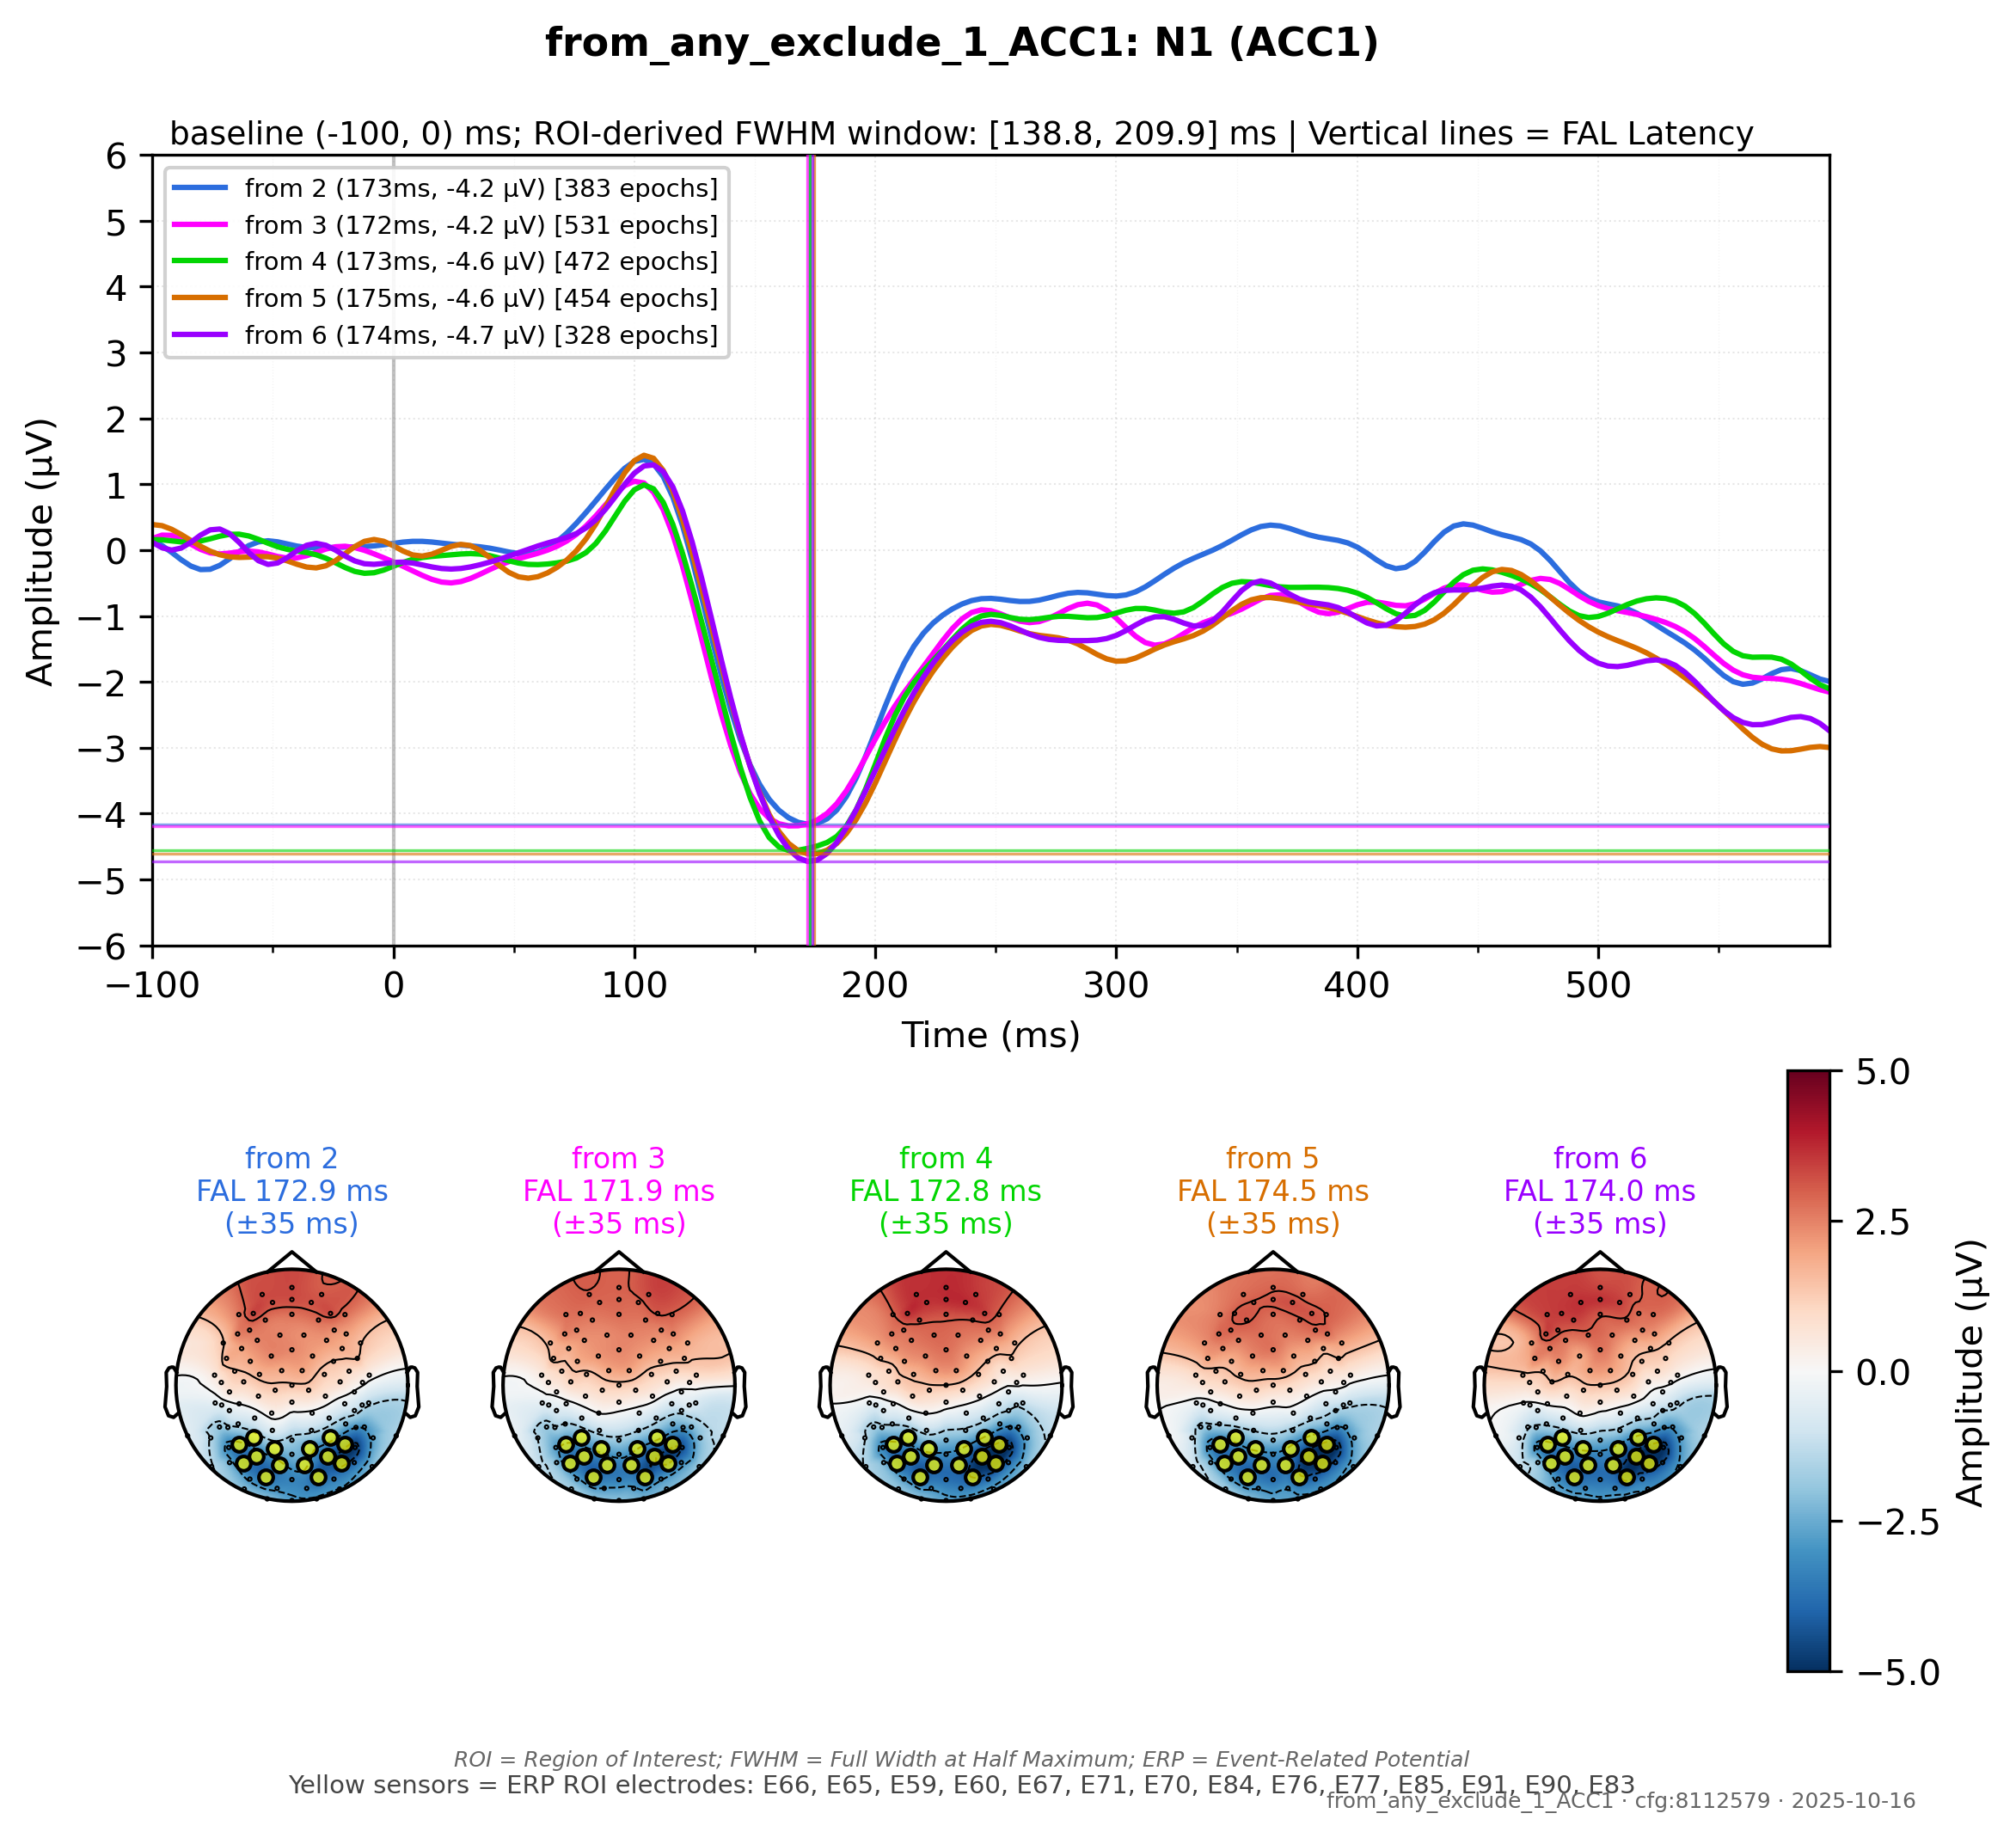 from_any_exclude_1_ACC1: N1 (ACC1)
baseline (-100, 0) ms; ROI-derived FWHM window: [138.8, 209.9] ms | Vertical lines = FAL Latency
from 2 (173ms, -4.2 µV) [383 epochs]
from 3 (172ms, -4.2 µV) [531 epochs]
from 4 (173ms, -4.6 µV) [472 epochs]
from 5 (175ms, -4.6 µV) [454 epochs]
from 6 (174ms, -4.7 µV) [328 epochs]
Amplitude (µV)
6
5
4
3
2
1
0
−1
−2
−3
−4
−5
−6
−100 0 100 200 300 400 500
Time (ms)
from 2 from 3 from 4 from 5 from 6
FAL 172.9 ms FAL 171.9 ms FAL 172.8 ms FAL 174.5 ms FAL 174.0 ms
(±35 ms) (±35 ms) (±35 ms) (±35 ms) (±35 ms)
5.0
2.5
0.0
−2.5
−5.0
Amplitude (µV)
ROI = Region of Interest; FWHM = Full Width at Half Maximum; ERP = Event-Related Potential
Yellow sensors = ERP ROI electrodes: E66, E65, E59, E60, E67, E71, E70, E84, E76, E77, E85, E91, E90, E83
from_any_exclude_1_ACC1 · cfg:8112579 · 2025-10-16